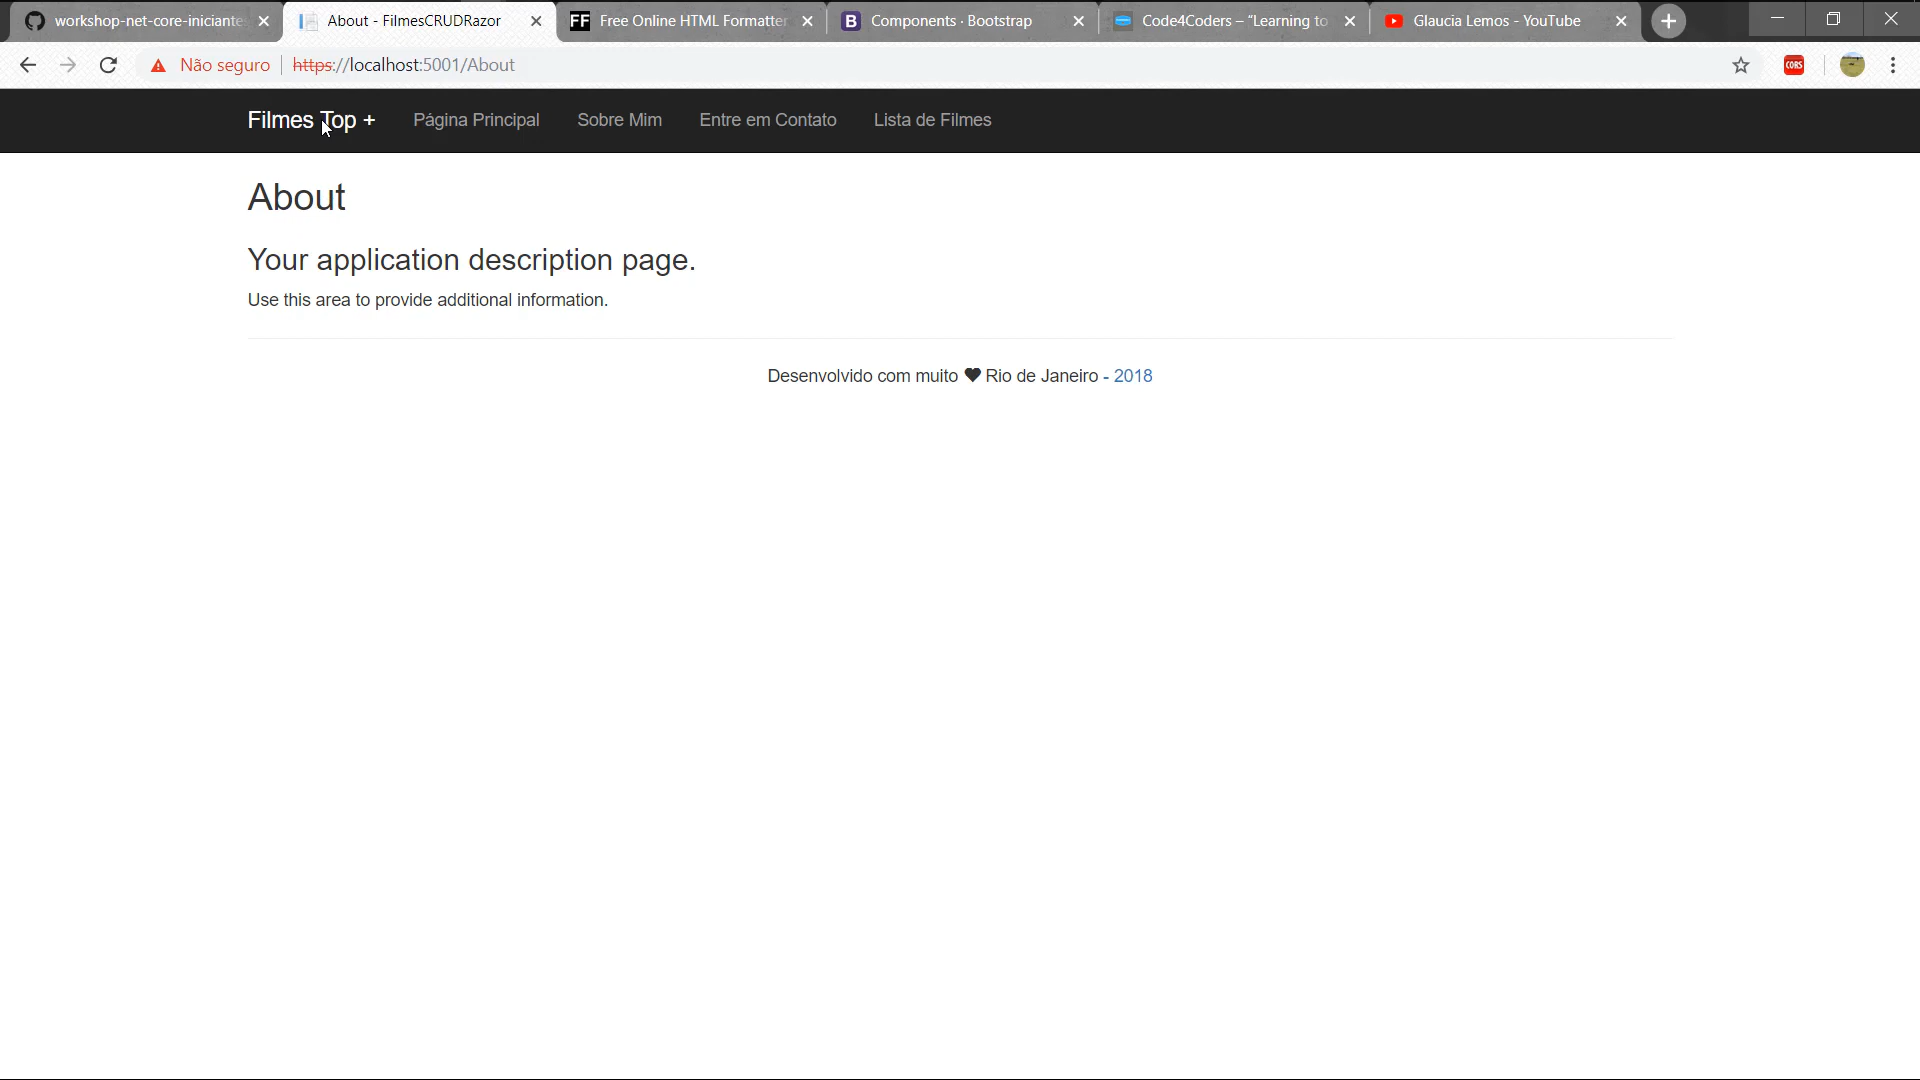 workshop-net-core-iniciante
About - FilmesCRUDRazor
FF Free Online HTML Formatter
B Components · Bootstrap
Code4Coders – “Learning to
Glaucia Lemos - YouTube
Não seguro https://localhost:5001/About
CORS
Filmes Top + Página Principal Sobre Mim Entre em Contato Lista de Filmes
About
Your application description page.
Use this area to provide additional information.
Desenvolvido com muito ♥ Rio de Janeiro - 2018